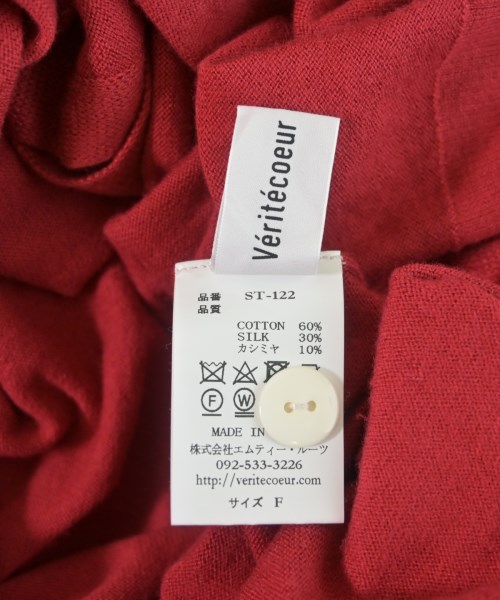 Véritécoeur
品番 ST-122
品質
COTTON 60%
SILK 30%
カシミヤ 10%
F W
MADE IN
株式会社エムティー・ルーツ
092-533-3226
http://veritecoeur.com
サイズ F